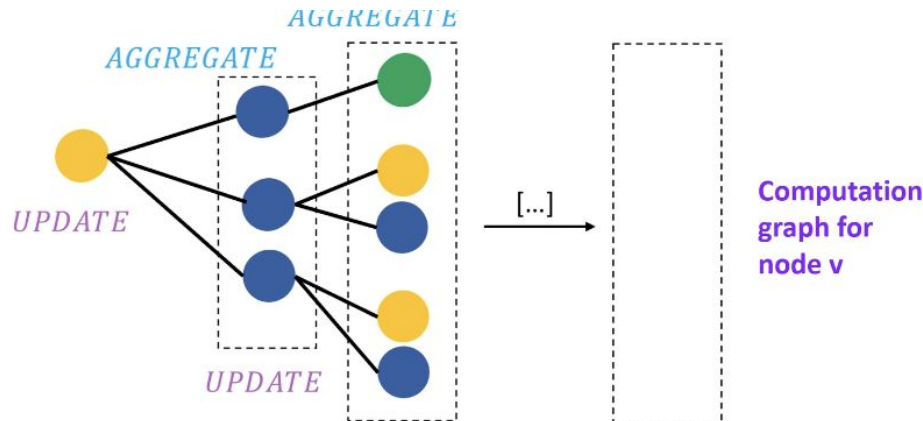 AGGREGATE
AGGREGATE
UPDATE
UPDATE
[...]
Computation
graph for
node v